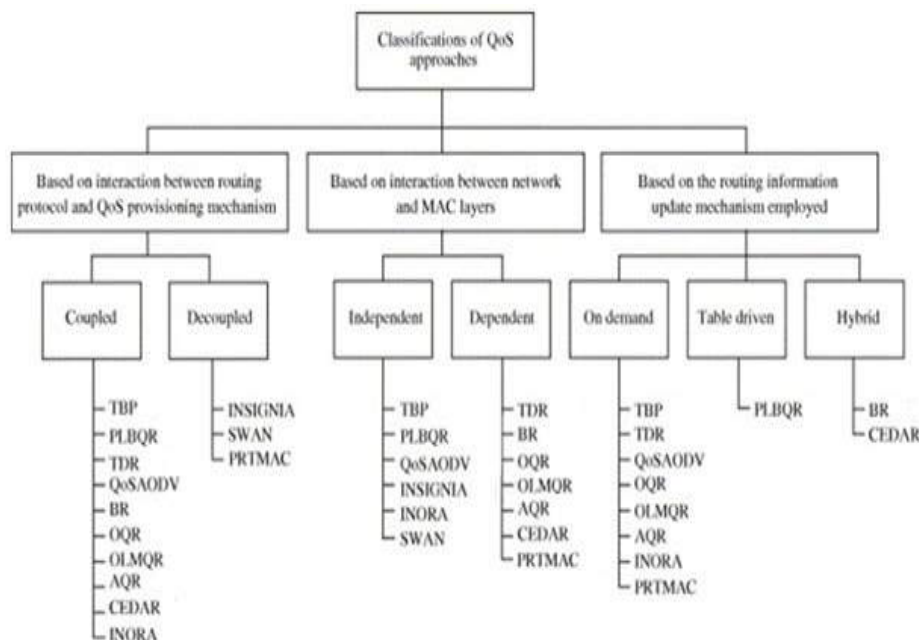 Classifications of QoS
approaches
Based on interaction between routing
protocol and QoS provisioning mechanism
Based on interaction between network
and MAC layers
Based on the routing information
update mechanism employed
Coupled
Decoupled
Independent
Dependent
On demand
Table driven
Hybrid
TBP
PLBQR
TDR
QoSAODV
BR
OQR
OLMQR
AQR
CEDAR
INORA
INSIGNIA
SWAN
PRTMAC
TBP
PLBQR
QoSAODV
INSIGNIA
INORA
SWAN
TDR
BR
OQR
OLMQR
AQR
CEDAR
PRTMAC
TBP
TDR
QoSAODV
OQR
OLMQR
AQR
INORA
PRTMAC
PLBQR
BR
CEDAR